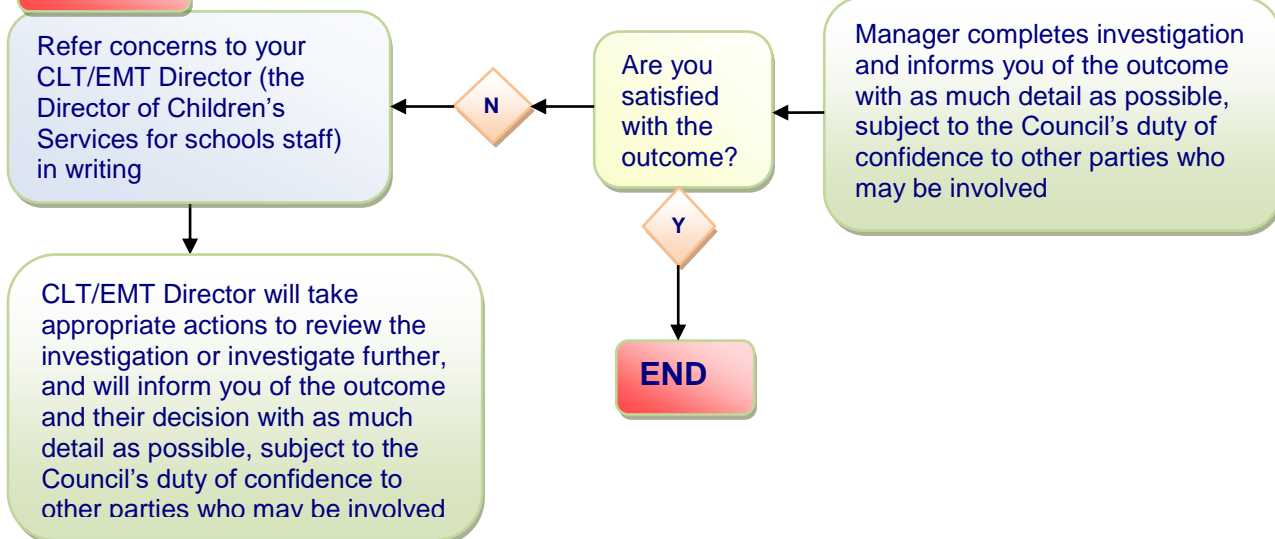 Refer concerns to your
CLT/EMT Director (the
Director of Children's
Services for schools staff)
in writing
N
Are you
satisfied
with the
outcome?
Manager completes investigation
and informs you of the outcome
with as much detail as possible,
subject to the Council's duty of
confidence to other parties who
may be involved
Y
END
CLT/EMT Director will take
appropriate actions to review the
investigation or investigate further,
and will inform you of the outcome
and their decision with as much
detail as possible, subject to the
Council's duty of confidence to
other parties who may be involved